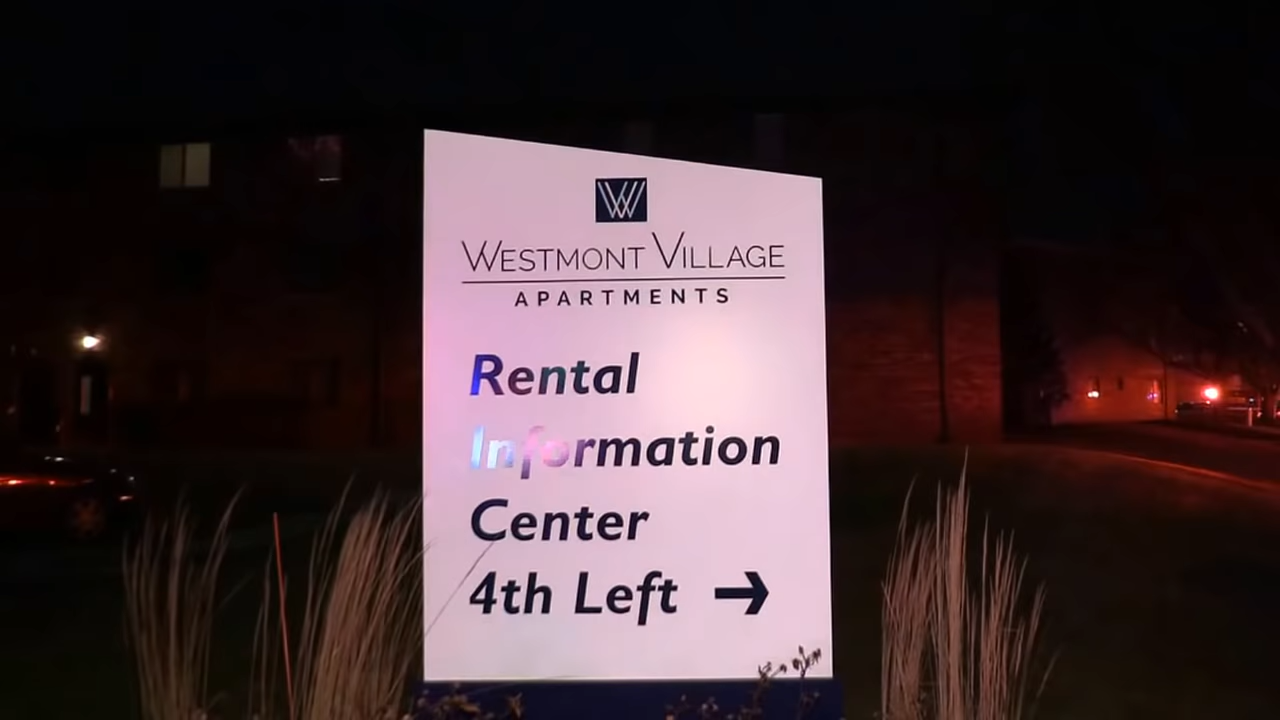 W
WESTMONT VILLAGE
APARTMENTS
Rental
Information
Center
4th Left →